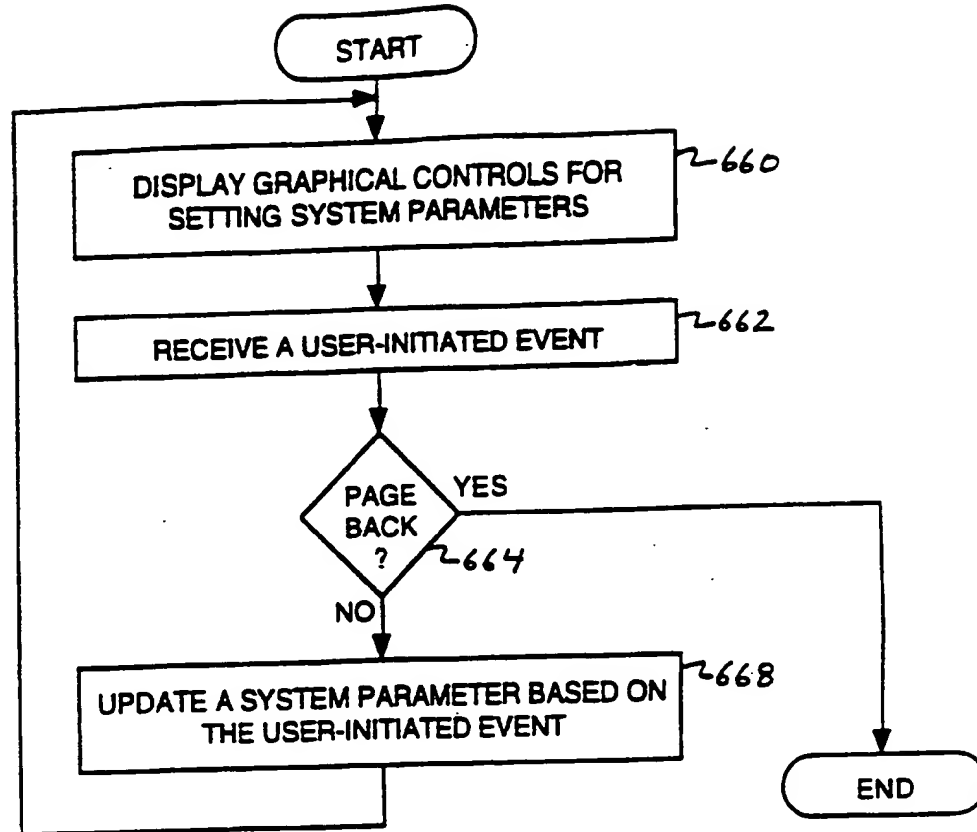 START
DISPLAY GRAPHICAL CONTROLS FOR
SETTING SYSTEM PARAMETERS
660
RECEIVE A USER-INITIATED EVENT
662
PAGE
BACK
?
YES
664
NO
UPDATE A SYSTEM PARAMETER BASED ON
THE USER-INITIATED EVENT
668
END